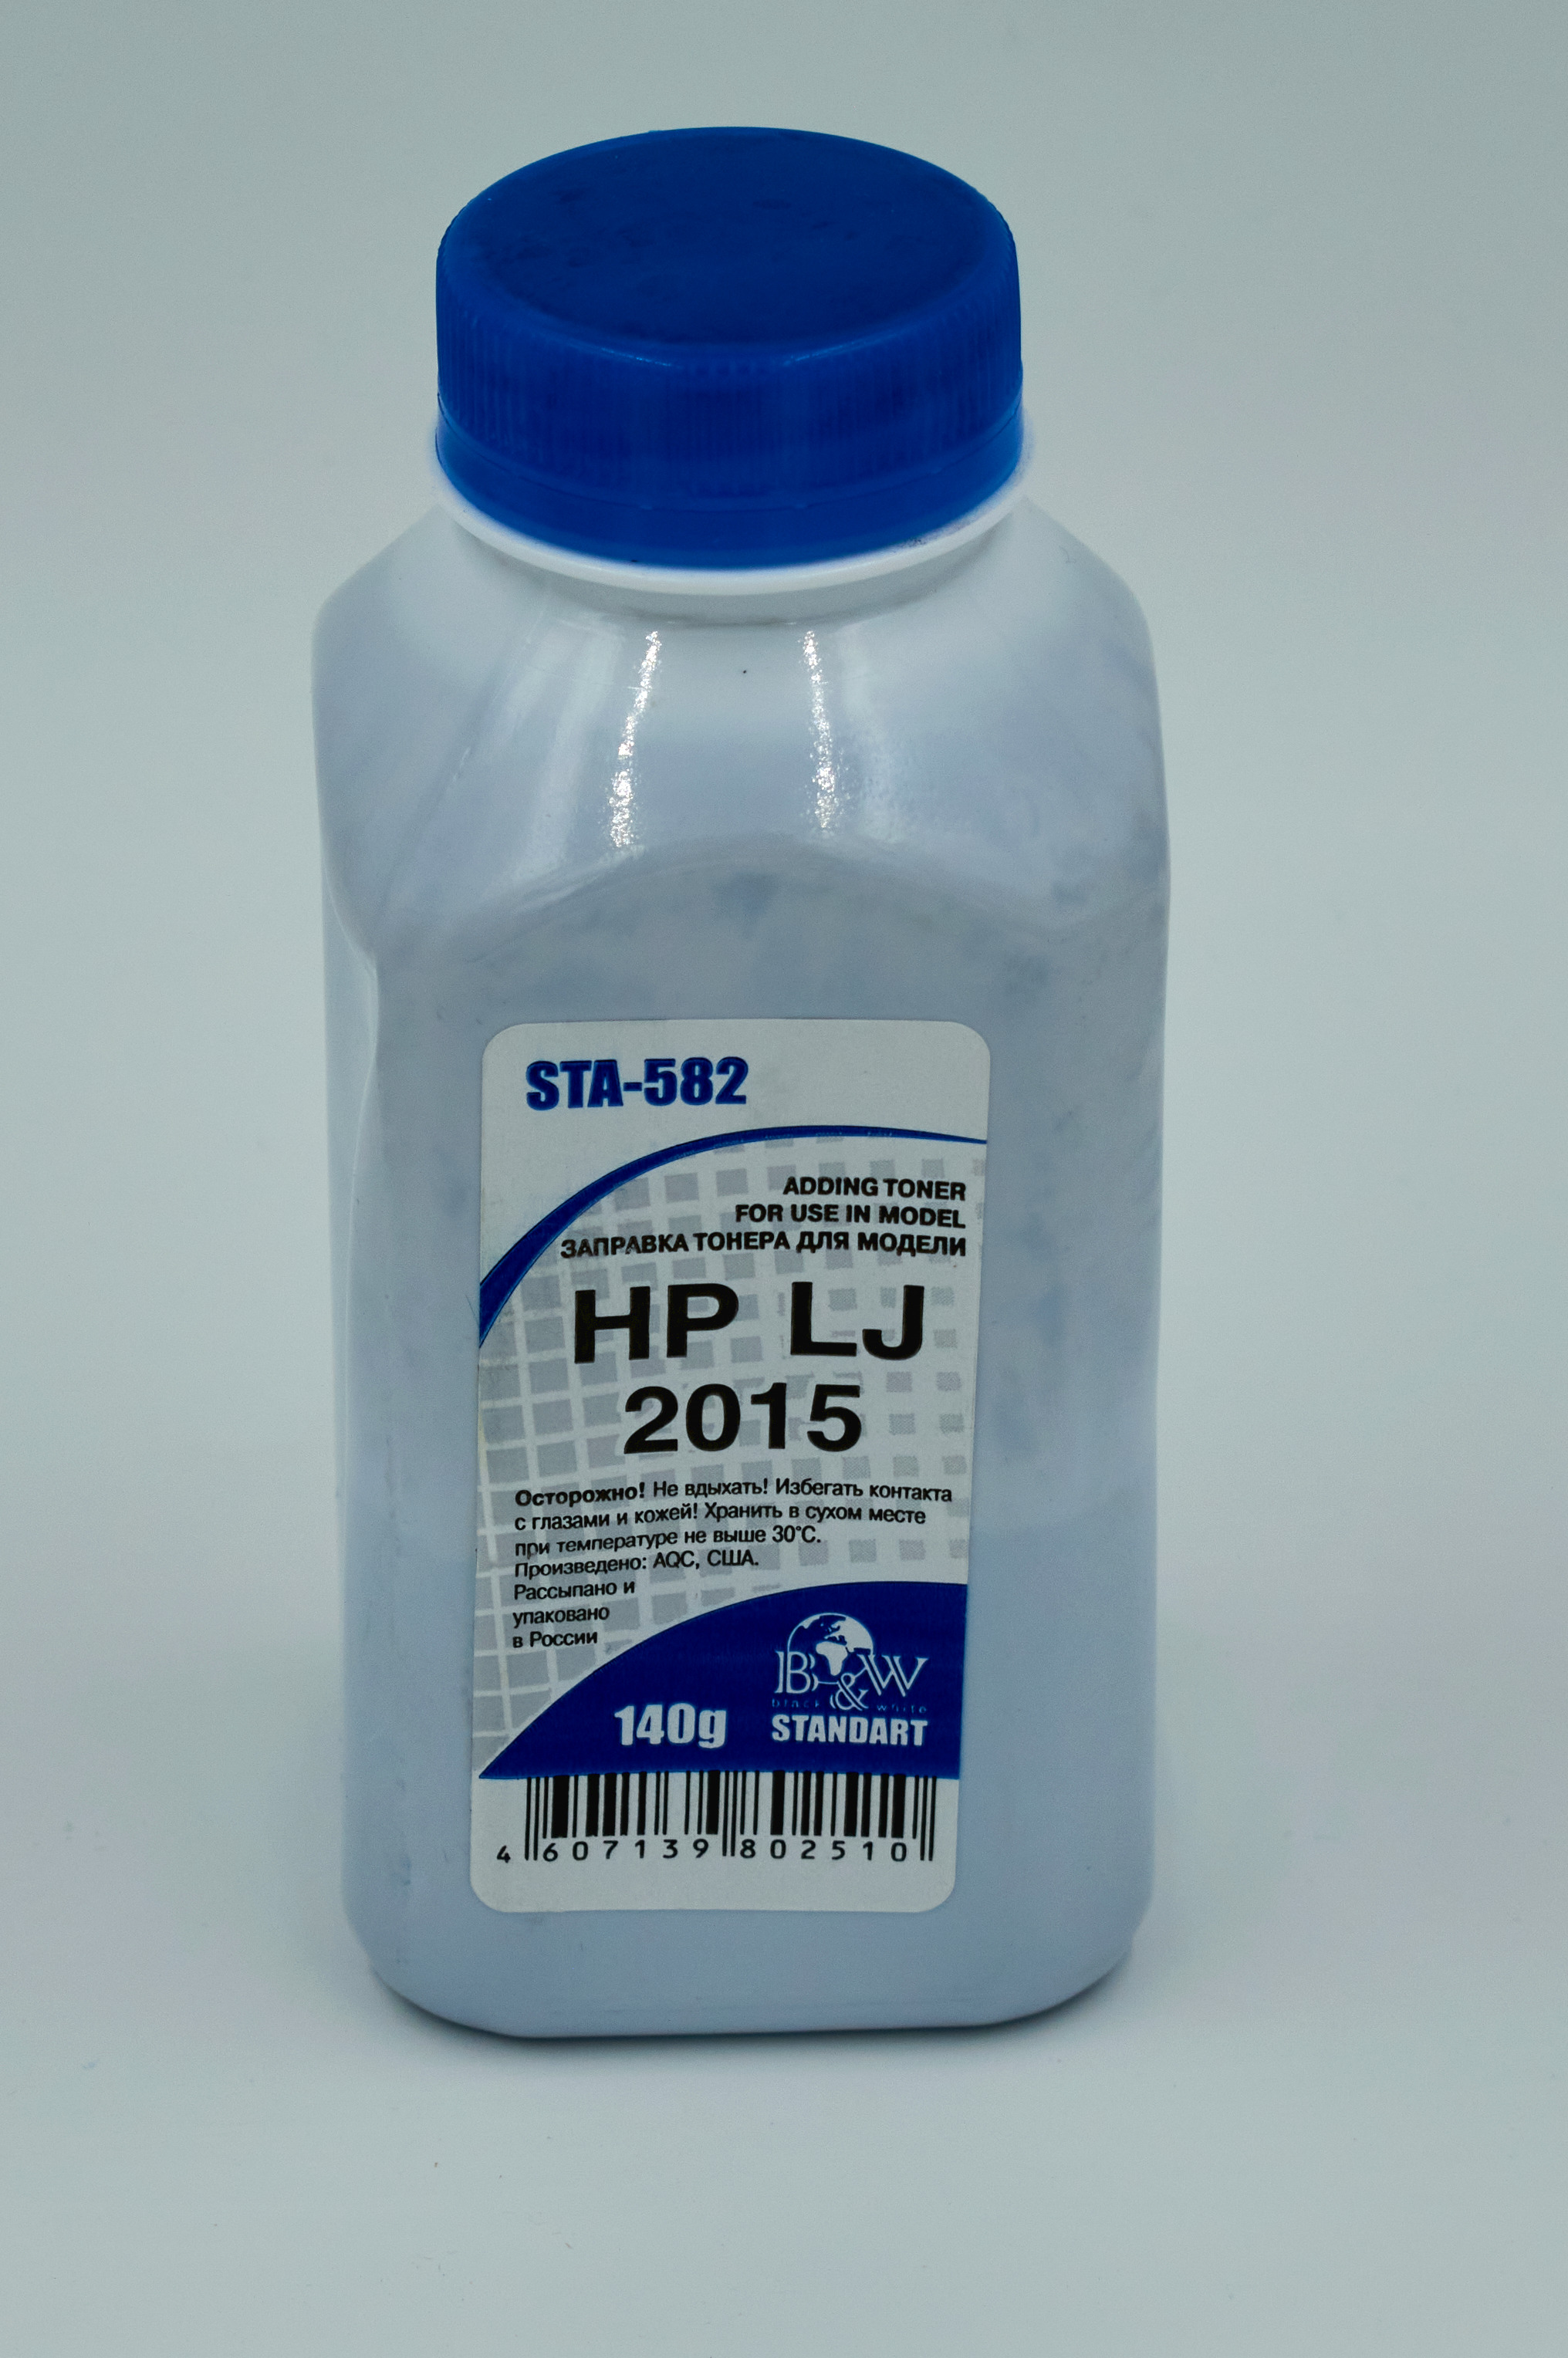 STA-582
ADDING TONER
FOR USE IN MODEL
ЗАПРАВКА ТОНЕРА ДЛЯ МОДЕЛИ
HP LJ
2015
Осторожно! Не вдыхать! Избегать контакта
с глазами и кожей! Хранить в сухом месте
при температуре не выше 30°С.
Произведено: AQC, США.
Рассыпано и
упаковано
в России
B&W
black & white
140g STANDART
4 607139 802510